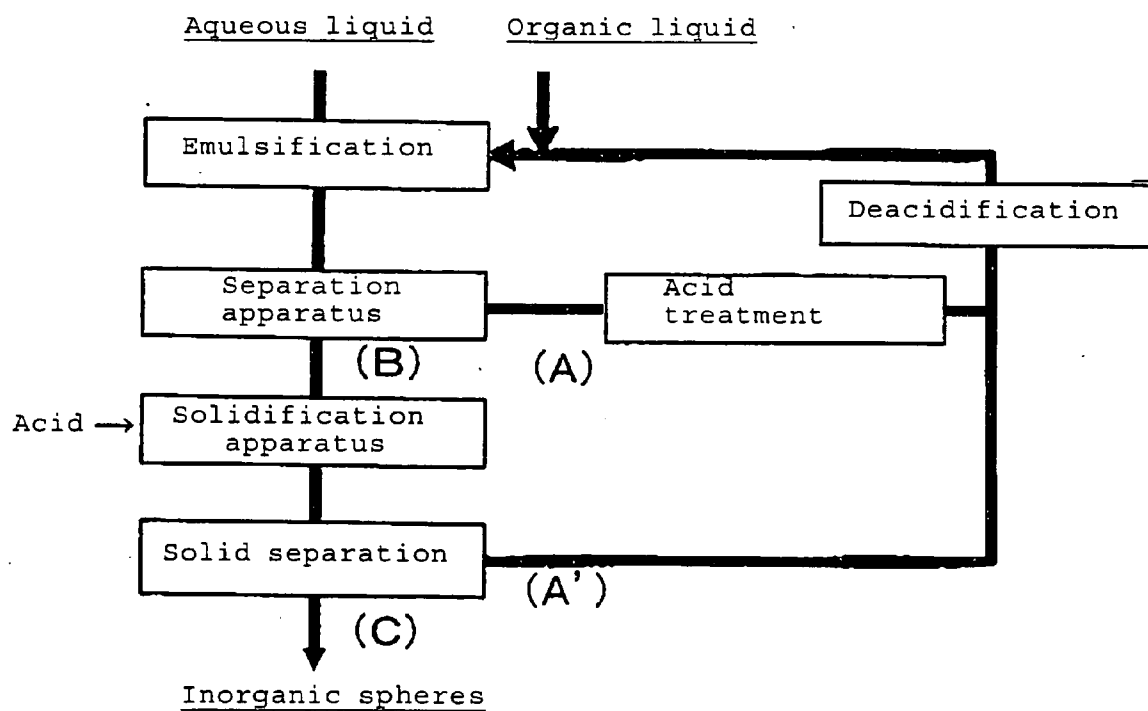 Aqueous liquid
Organic liquid
Emulsification
Deacidification
Separation
apparatus
Acid
treatment
(B)
(A)
Acid →
Solidification
apparatus
Solid separation
(A')
(C)
Inorganic spheres